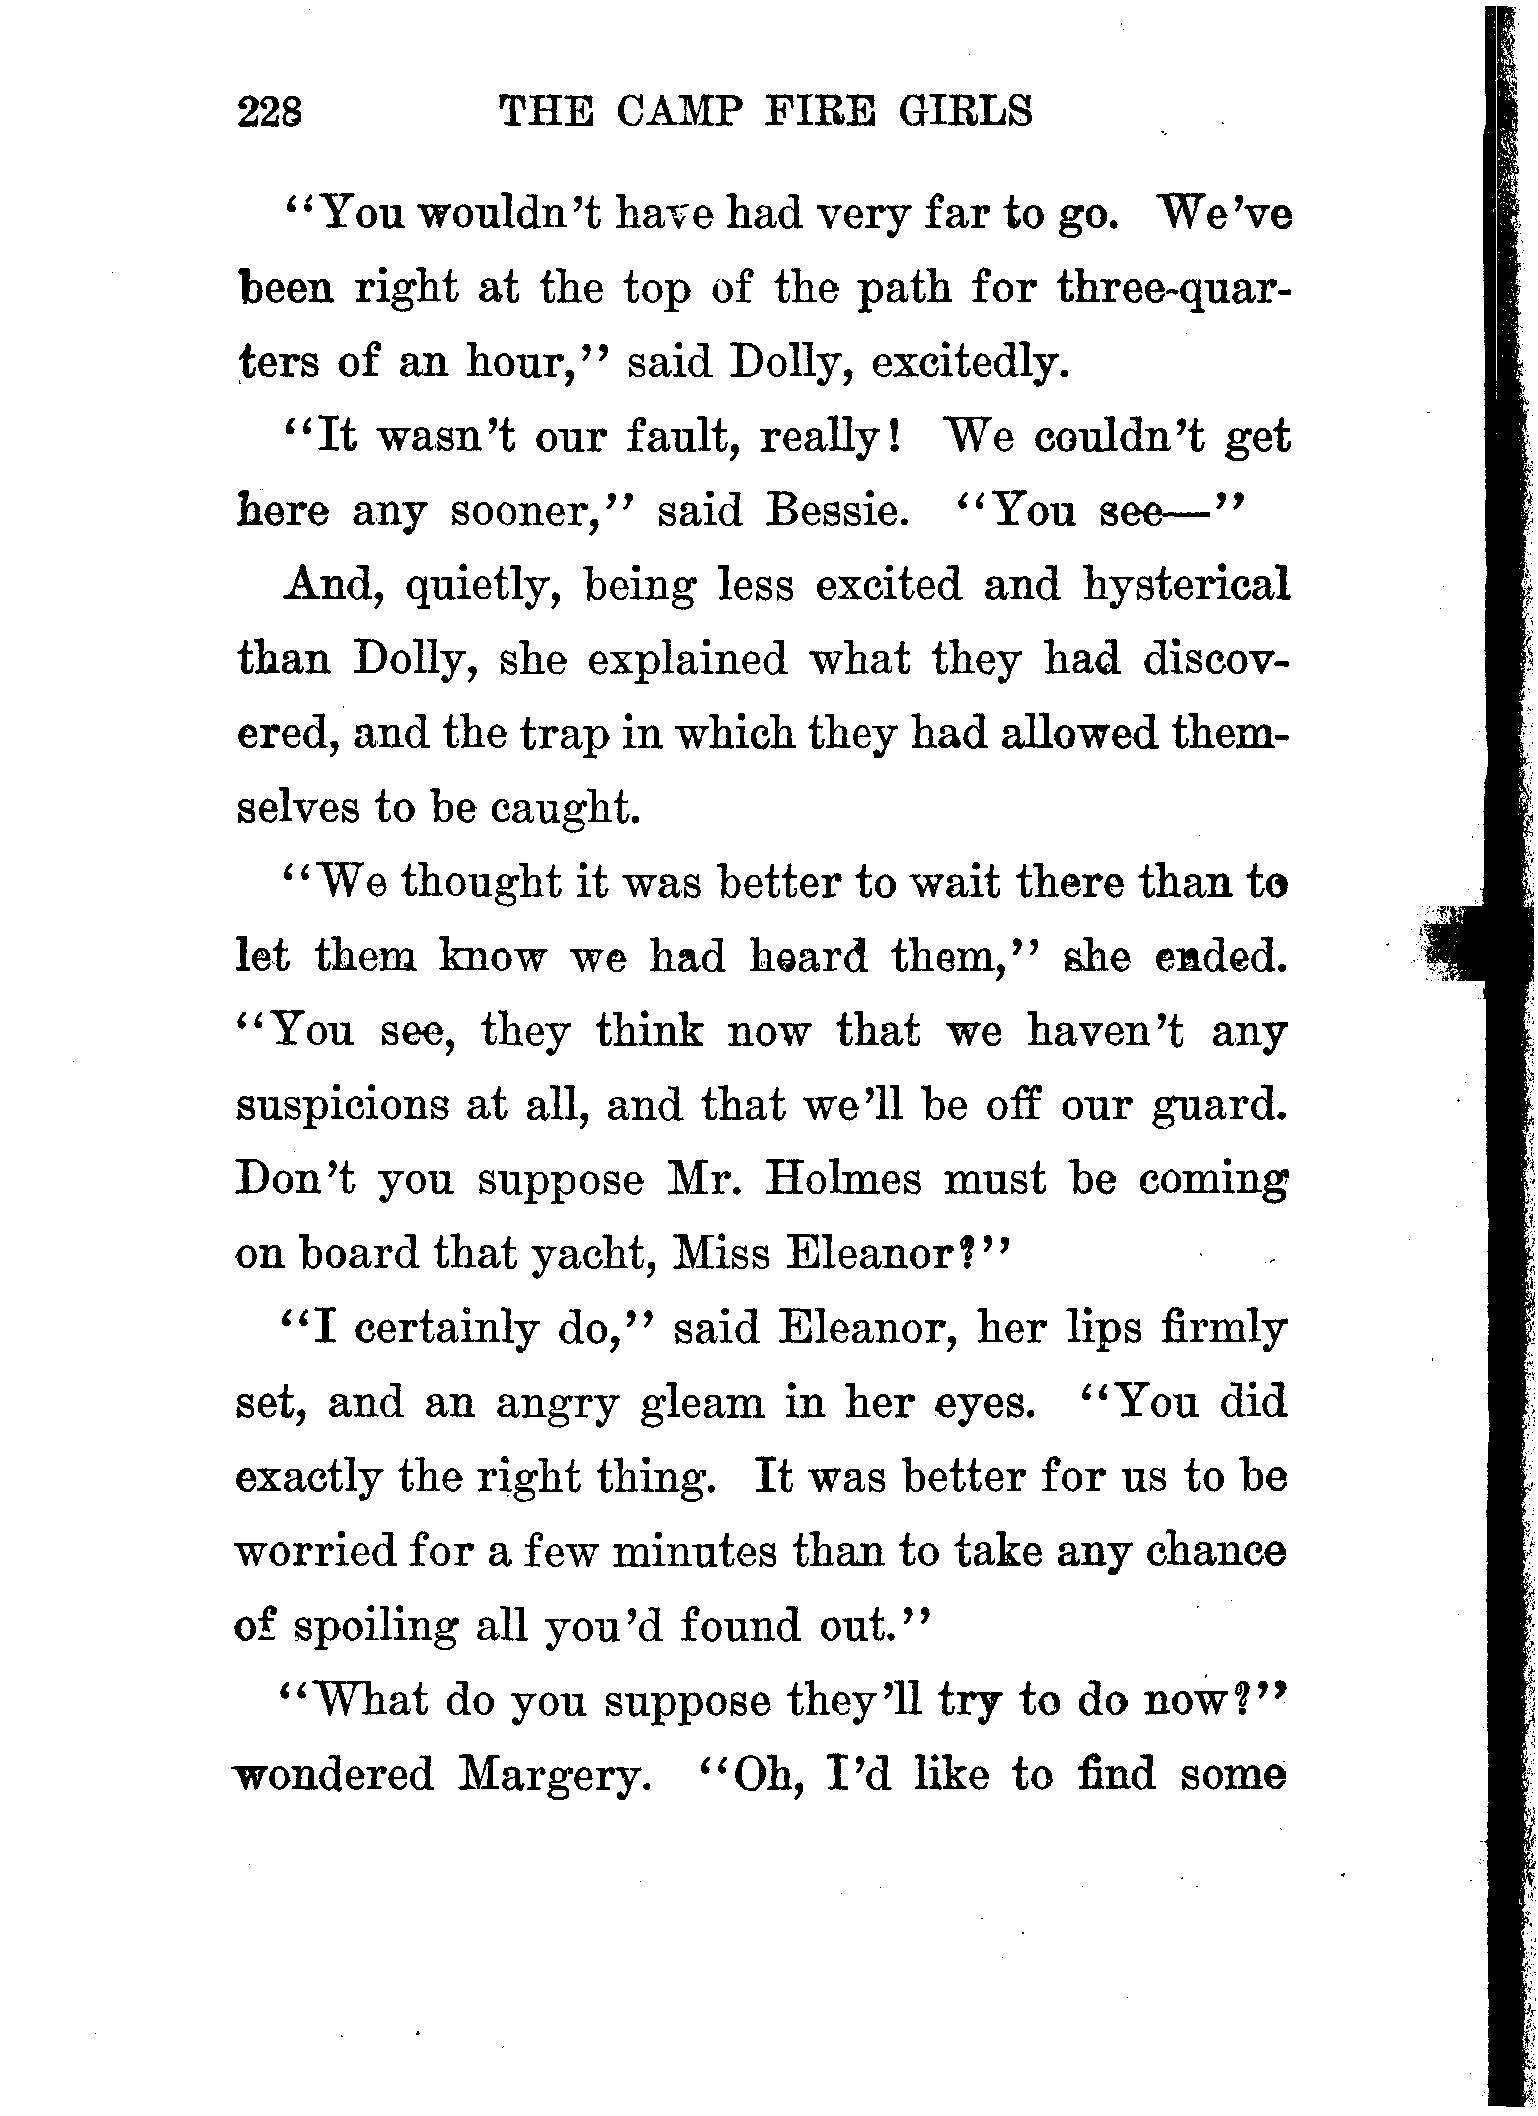 228 THE CAMP FIRE GIRLS
“You wouldn’t have had very far to go. We’ve
been right at the top of the path for three-quar-
ters of an hour,” said Dolly, excitedly.
“It wasn’t our fault, really! We couldn’t get
here any sooner,” said Bessie. “You see—”
And, quietly, being less excited and hysterical
than Dolly, she explained what they had discov-
ered, and the trap in which they had allowed them-
selves to be caught.
“We thought it was better to wait there than to
let them know we had heard them,” she ended.
“You see, they think now that we haven’t any
suspicions at all, and that we’ll be off our guard.
Don’t you suppose Mr. Holmes must be coming
on board that yacht, Miss Eleanor?”
“I certainly do,” said Eleanor, her lips firmly
set, and an angry gleam in her eyes. “You did
exactly the right thing. It was better for us to be
worried for a few minutes than to take any chance
of spoiling all you’d found out.”
“What do you suppose they’ll try to do now?”
wondered Margery. “Oh, I’d like to find some